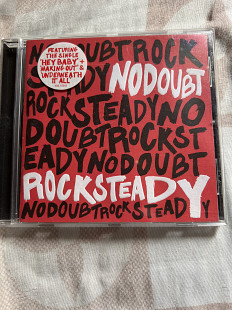 FEATURING
THE SINGLE
"HEY BABY" +
"MAKING OUT" &
"UNDERNEATH
IT ALL"
NODOUBTROCK
STEADYNODOUBT
ROCKSTEADYNO
DOUBTROCKST
EADYNODOUBT
ROCKSTEADY
NODOUBTROCKSTEADY